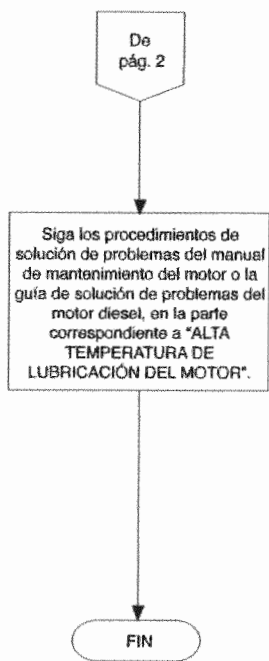 De
pág. 2
Siga los procedimientos de
solución de problemas del manual
de mantenimiento del motor o la
guía de solución de problemas del
motor diesel, en la parte
correspondiente a "ALTA
TEMPERATURA DE
LUBRICACIÓN DEL MOTOR".
FIN